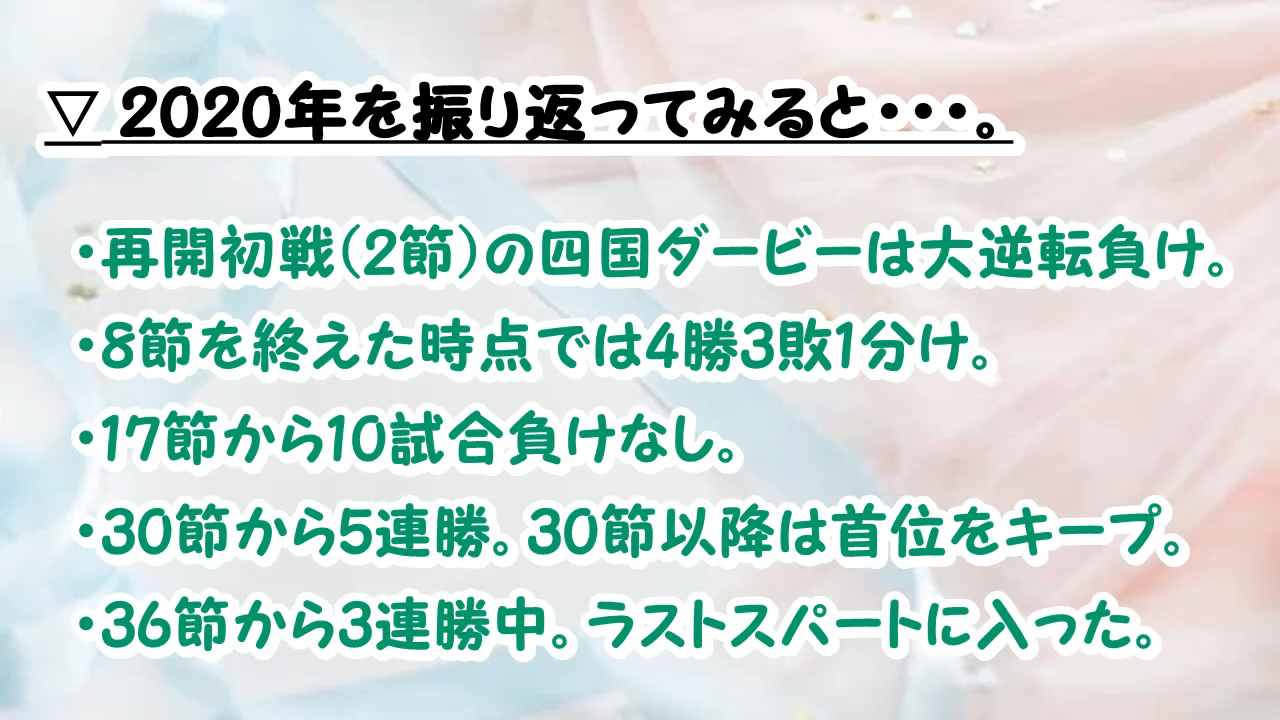 ▽ 2020年を振り返ってみると・・・。
・再開初戦(2節)の四国ダービーは大逆転負け。
・8節を終えた時点では4勝3敗1分け。
・17節から10試合負けなし。
・30節から5連勝。30節以降は首位をキープ。
・36節から3連勝中。ラストスパートに入った。